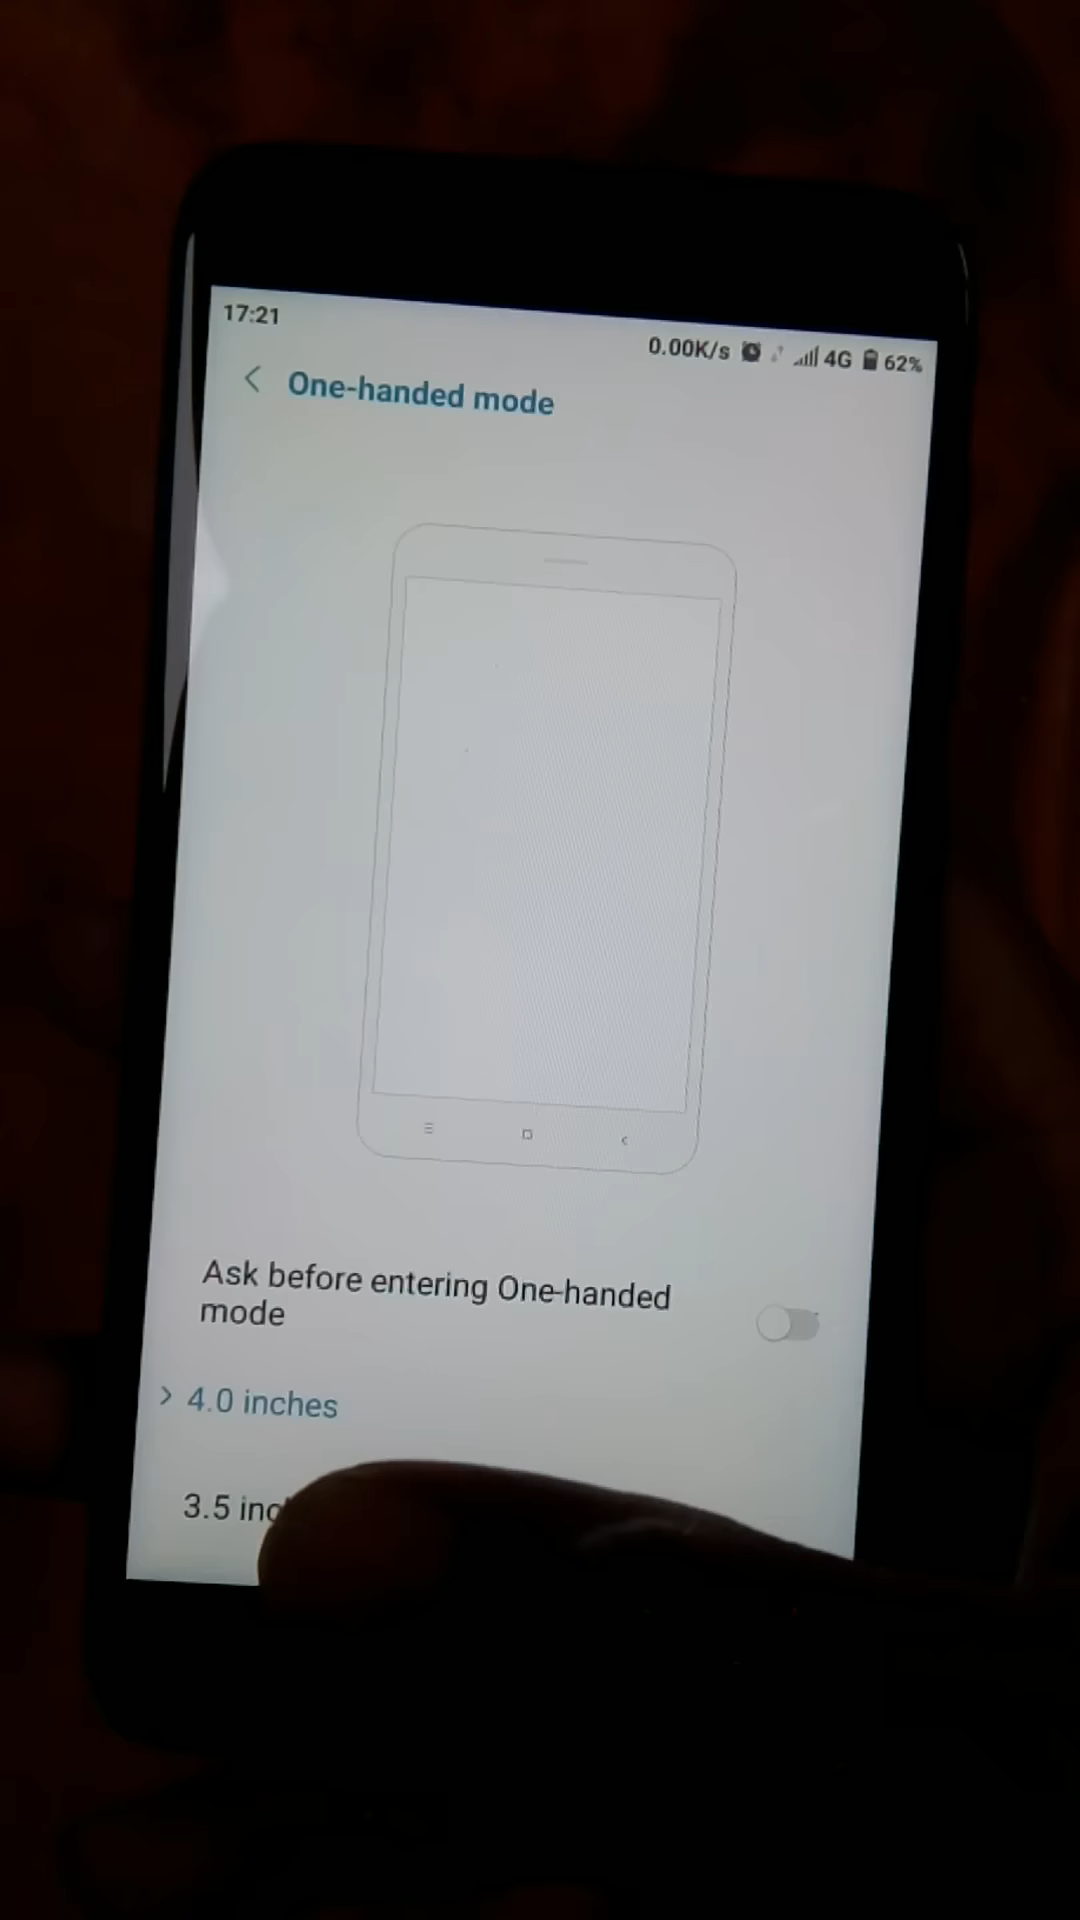 17:21
0.00K/s 4G 62%
One-handed mode
Ask before entering One-handed
mode
4.0 inches
3.5